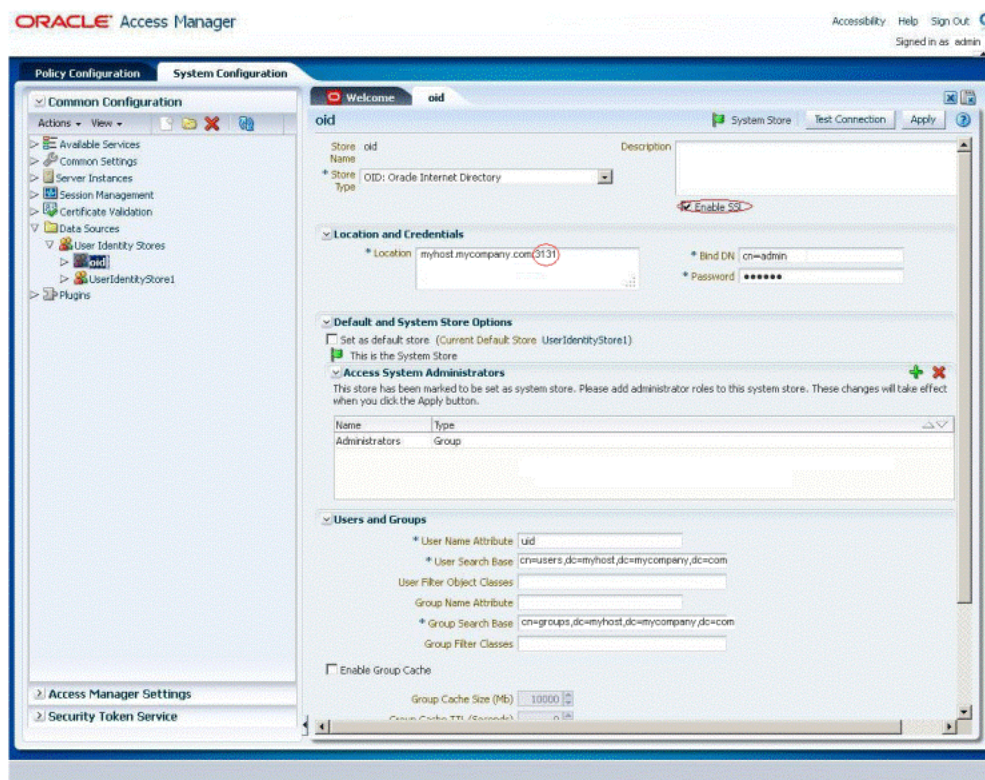 ORACLE® Access Manager
Accessibility Help Sign Out
Signed in as admin
Policy Configuration System Configuration
Common Configuration
Actions View
Available Services
Common Settings
Server Instances
Session Management
Certificate Validation
Data Sources
User Identity Stores
oid
UserIdentityStore1
Plugins
Access Manager Settings
Security Token Service
Welcome oid
oid
System Store Test Connection Apply
Store Name oid
Description
* Store Type OID: Oracle Internet Directory
Enable SSL
Location and Credentials
* Location myhost.mycompany.com:3131
* Bind DN cn=admin
* Password ●●●●●●
Default and System Store Options
Set as default store (Current Default Store UserIdentityStore1)
This is the System Store
Access System Administrators
This store has been marked to be set as system store. Please add administrator roles to this system store. These changes will take effect
when you click the Apply button.
Name Type
Administrators Group
Users and Groups
* User Name Attribute uid
* User Search Base cn=users,dc=myhost,dc=mycompany,dc=com
User Filter Object Classes
Group Name Attribute
* Group Search Base cn=groups,dc=myhost,dc=mycompany,dc=com
Group Filter Classes
Enable Group Cache
Group Cache Size (Mb) 10000
Group Cache TTL (Seconds) 0